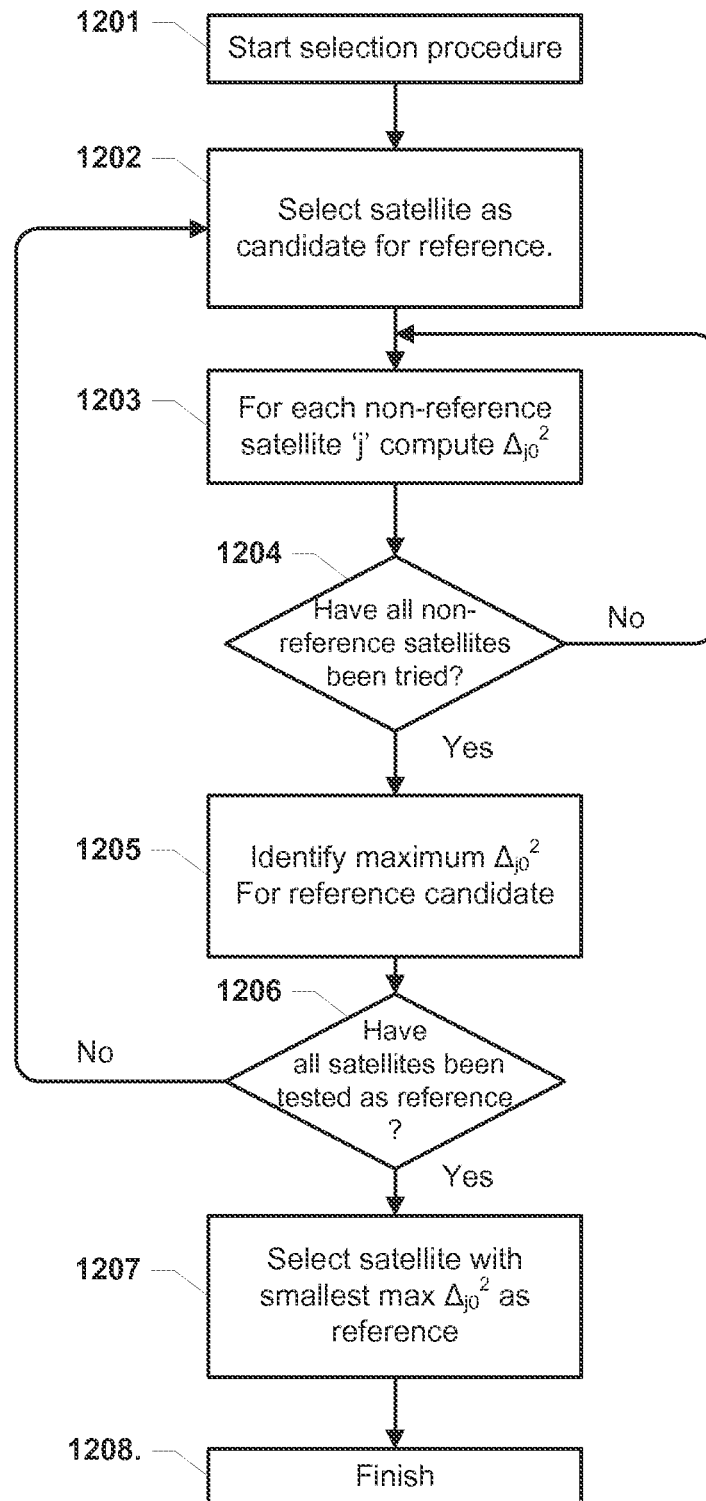 1201
Start selection procedure
1202
Select satellite as
candidate for reference.
1203
For each non-reference
satellite 'j' compute Δj0²
1204
Have all non-
reference satellites
been tried?
No
Yes
1205
Identify maximum Δj0²
For reference candidate
1206
Have
all satellites been
tested as reference
?
No
Yes
1207
Select satellite with
smallest max Δj0² as
reference
1208.
Finish